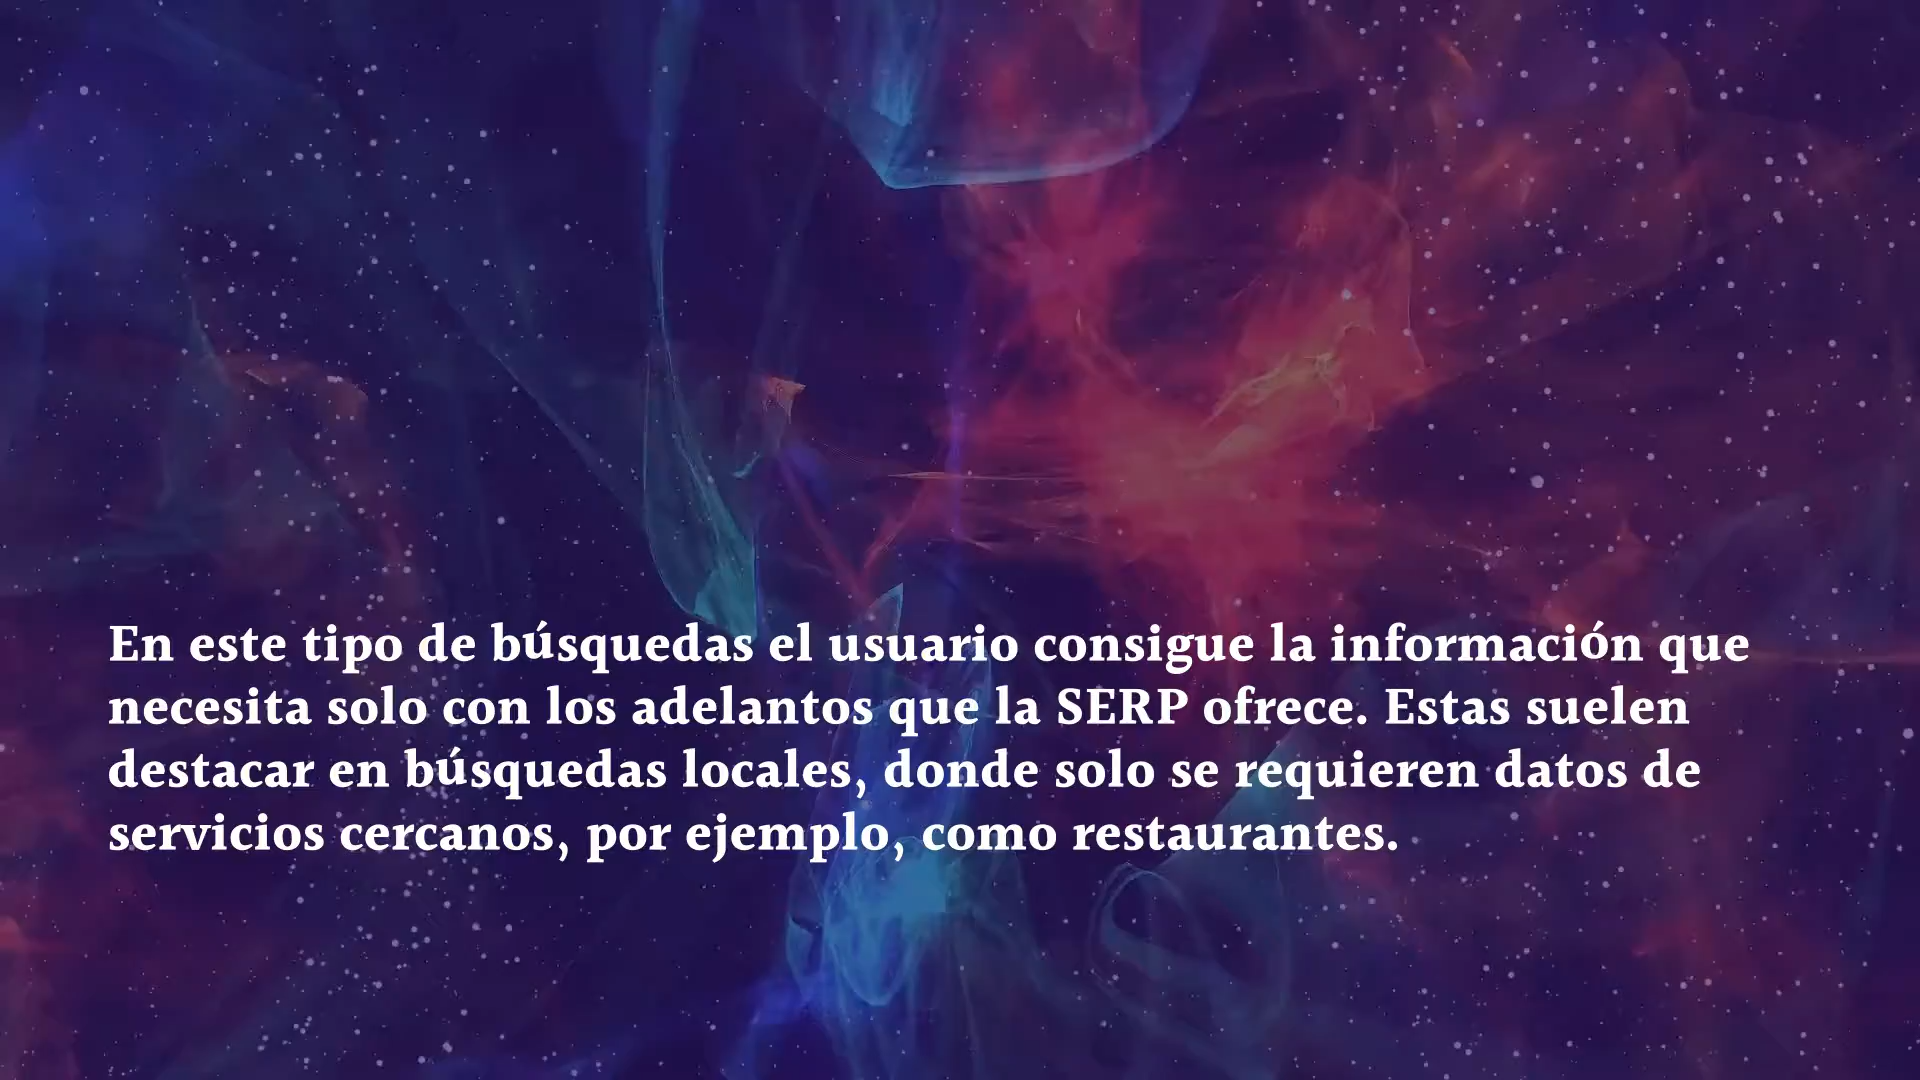 En este tipo de búsquedas el usuario consigue la información que
necesita solo con los adelantos que la SERP ofrece. Estas suelen
destacar en búsquedas locales, donde solo se requieren datos de
servicios cercanos, por ejemplo, como restaurantes.